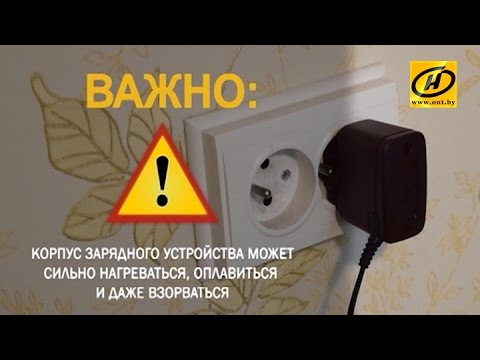 ВАЖНО:
www.ont.by
!
КОРПУС ЗАРЯДНОГО УСТРОЙСТВА МОЖЕТ
СИЛЬНО НАГРЕВАТЬСЯ, ОПЛАВИТЬСЯ
И ДАЖЕ ВЗОРВАТЬСЯ